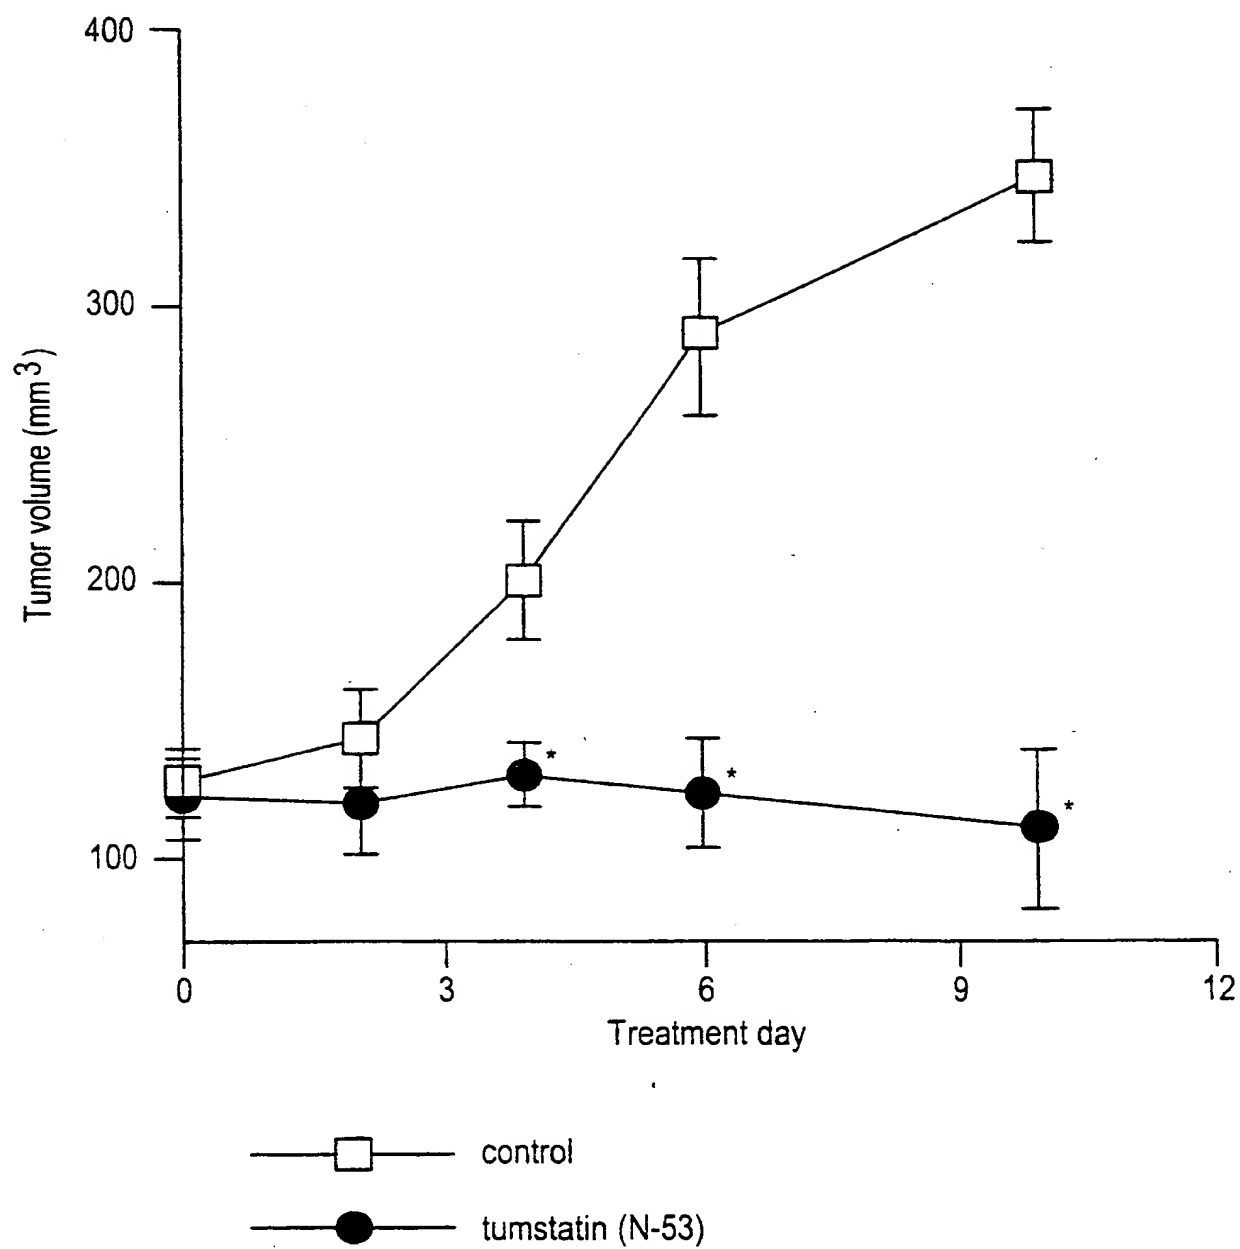 400
300
200
100
Tumor volume (mm³)
*
*
*
0 3 6 9 12
Treatment day
control
tumstatin (N-53)